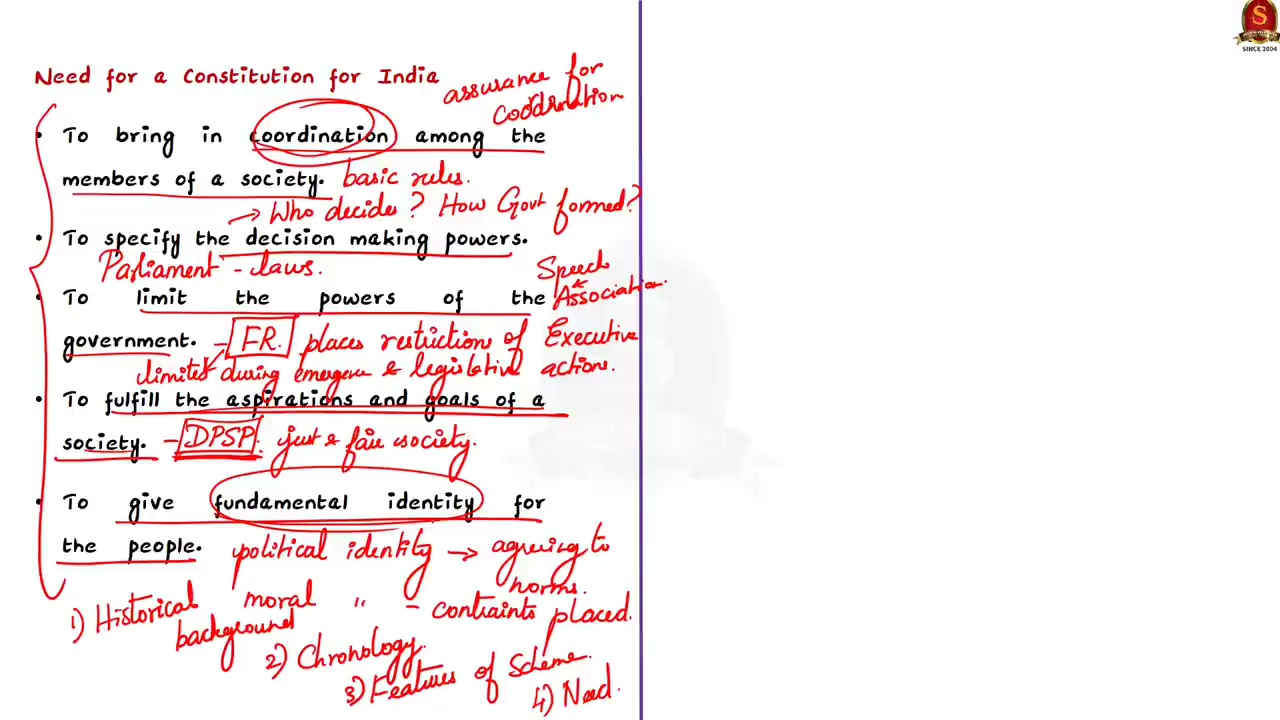 S
SINCE 2004
Need for a Constitution for India
assurance for
coordination
• To bring in coordination among the
members of a society. basic rules.
→ Who decides? How Govt formed?
• To specify the decision making powers.
Parliament - laws.
Speech
&
• To limit the powers of the Association.
government. - FR. places restriction of Executive
limited during emergence & legislative actions.
• To fulfill the aspirations and goals of a
society. - DPSP. just & fair society.
• To give fundamental identity for
the people. political identity → agreeing to
norms.
moral " - contraints placed.
1) Historical
background
2) Chronology.
3) Features of Scheme.
4) Need.